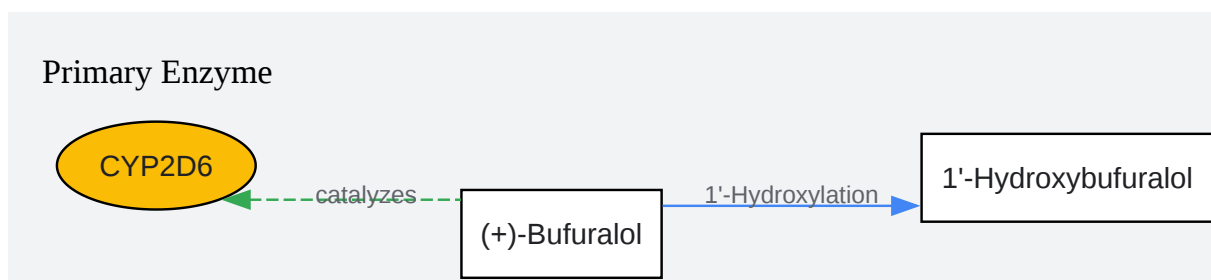 Primary Enzyme
CYP2D6
catalyzes
(+)-Bufuralol
1'-Hydroxylation
1'-Hydroxybufuralol